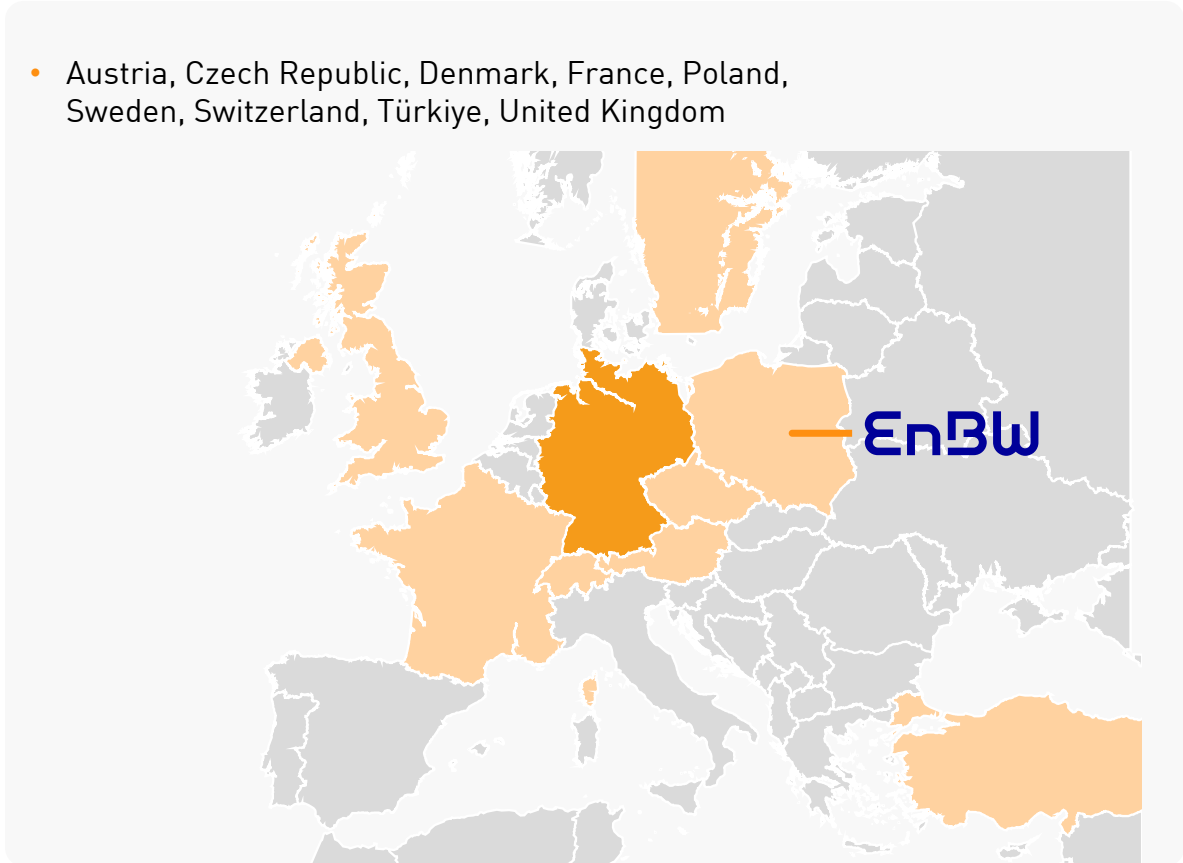 • Austria, Czech Republic, Denmark, France, Poland,
Sweden, Switzerland, Türkiye, United Kingdom
EnBW